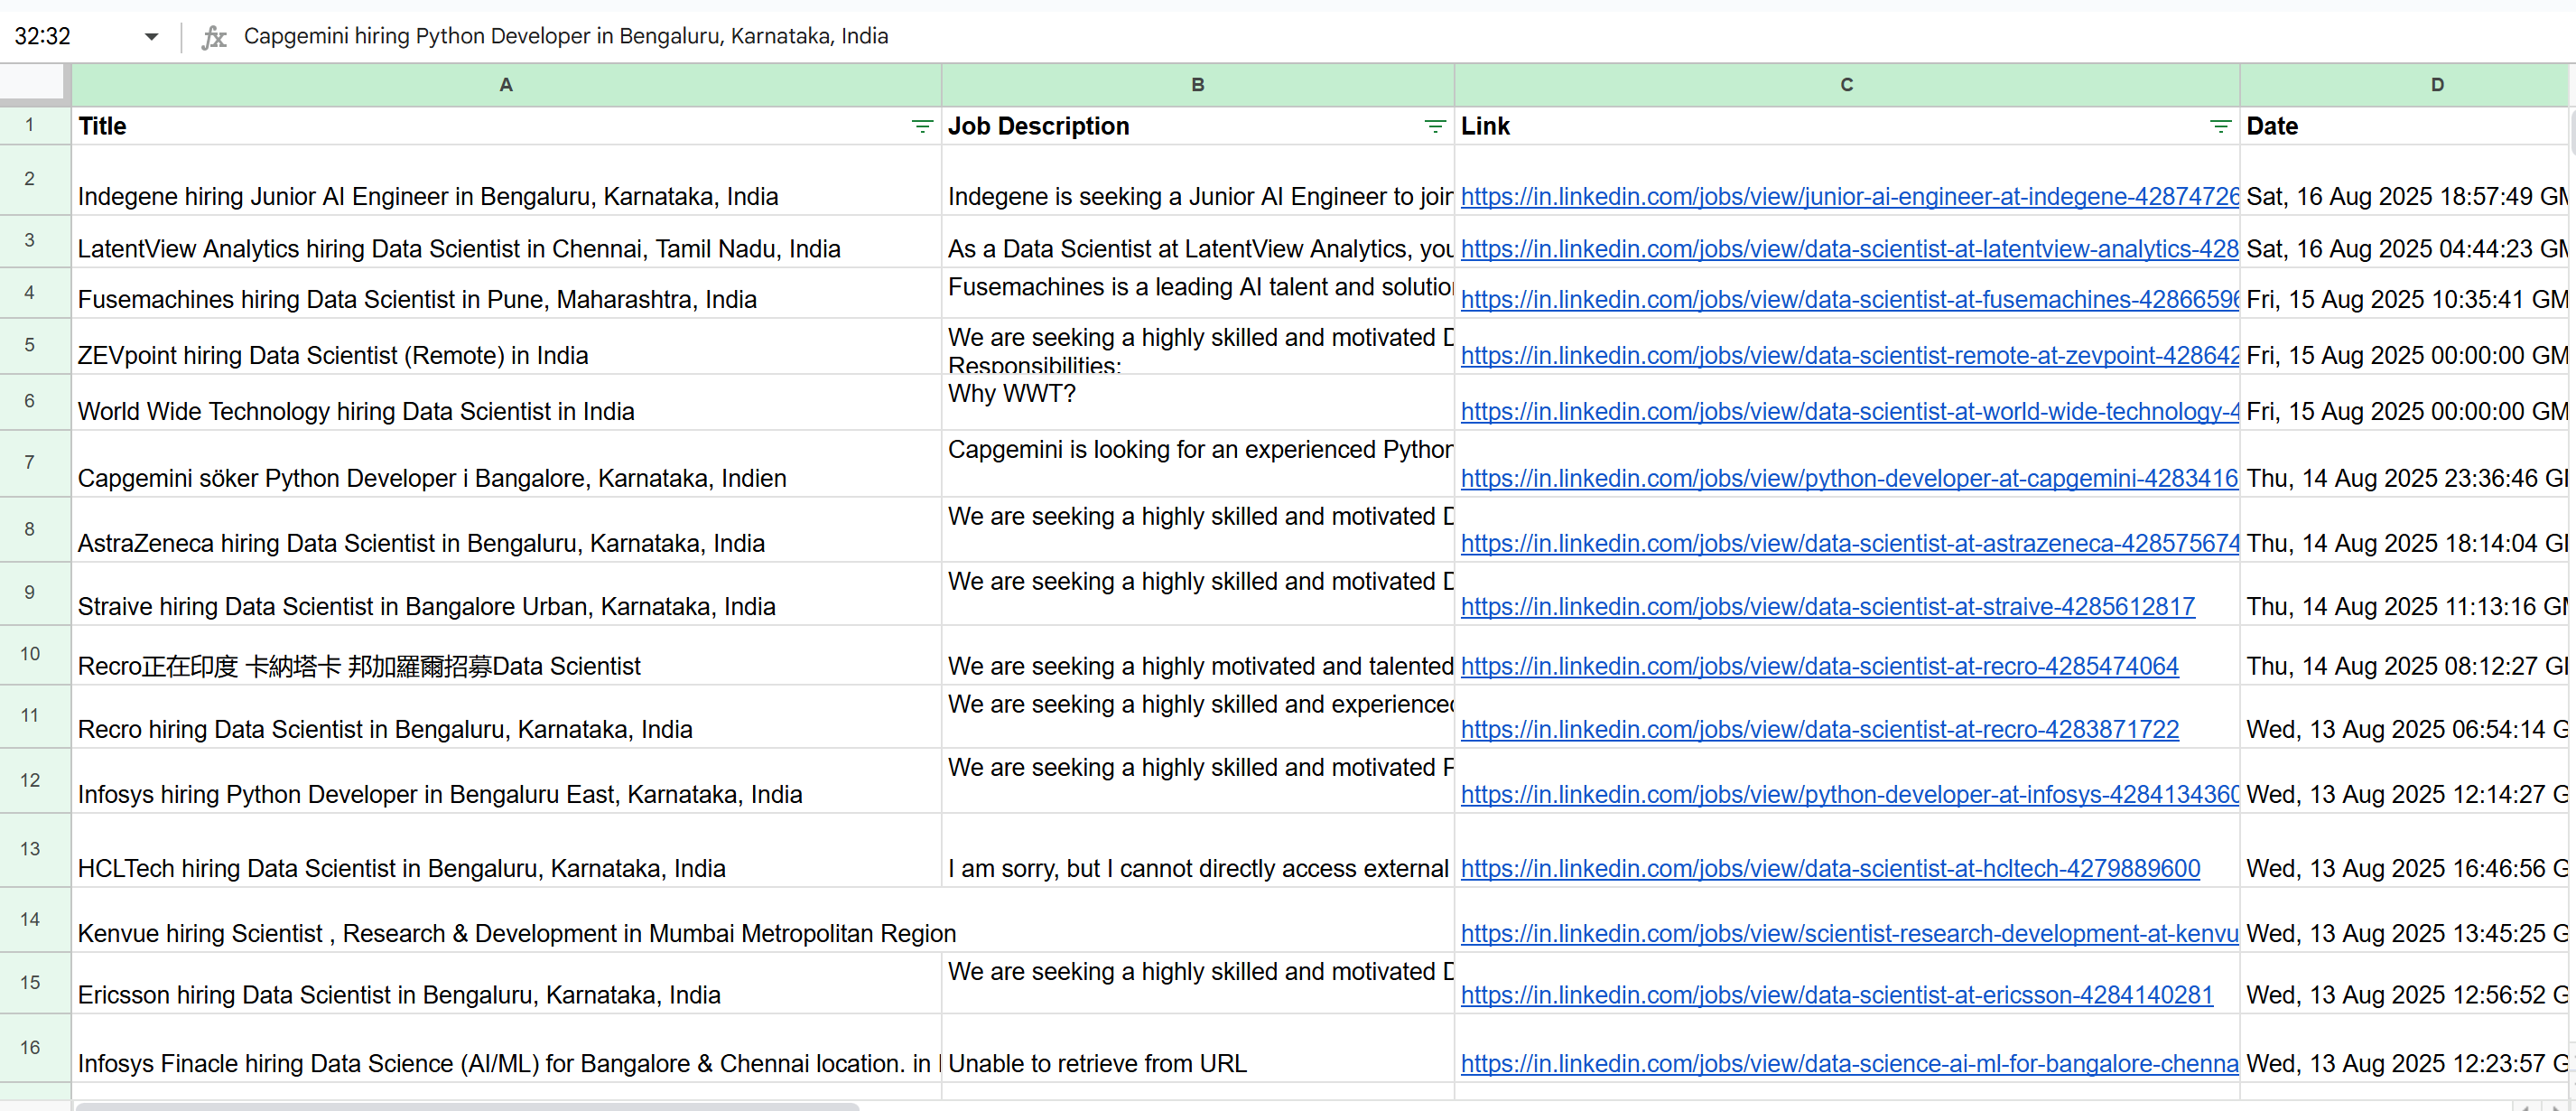 32:32 fx Capgemini hiring Python Developer in Bengaluru, Karnataka, India
A B C D
1 Title Job Description Link Date
2 Indegene hiring Junior AI Engineer in Bengaluru, Karnataka, India Indegene is seeking a Junior AI Engineer to join https://in.linkedin.com/jobs/view/junior-ai-engineer-at-indegene-42874726 Sat, 16 Aug 2025 18:57:49 GM
3 LatentView Analytics hiring Data Scientist in Chennai, Tamil Nadu, India As a Data Scientist at LatentView Analytics, you https://in.linkedin.com/jobs/view/data-scientist-at-latentview-analytics-428 Sat, 16 Aug 2025 04:44:23 GM
4 Fusemachines hiring Data Scientist in Pune, Maharashtra, India Fusemachines is a leading AI talent and solution https://in.linkedin.com/jobs/view/data-scientist-at-fusemachines-42866596 Fri, 15 Aug 2025 10:35:41 GM
5 ZEVpoint hiring Data Scientist (Remote) in India We are seeking a highly skilled and motivated D https://in.linkedin.com/jobs/view/data-scientist-remote-at-zevpoint-428642 Fri, 15 Aug 2025 00:00:00 GM
Responsibilities:
6 World Wide Technology hiring Data Scientist in India Why WWT? https://in.linkedin.com/jobs/view/data-scientist-at-world-wide-technology-4 Fri, 15 Aug 2025 00:00:00 GM
7 Capgemini söker Python Developer i Bangalore, Karnataka, Indien Capgemini is looking for an experienced Python https://in.linkedin.com/jobs/view/python-developer-at-capgemini-4283416 Thu, 14 Aug 2025 23:36:46 GI
8 AstraZeneca hiring Data Scientist in Bengaluru, Karnataka, India We are seeking a highly skilled and motivated D https://in.linkedin.com/jobs/view/data-scientist-at-astrazeneca-428575674 Thu, 14 Aug 2025 18:14:04 GI
9 Straive hiring Data Scientist in Bangalore Urban, Karnataka, India We are seeking a highly skilled and motivated D https://in.linkedin.com/jobs/view/data-scientist-at-straive-4285612817 Thu, 14 Aug 2025 11:13:16 GM
10 Recro正在印度 卡納塔卡 邦加羅爾招募Data Scientist We are seeking a highly motivated and talented https://in.linkedin.com/jobs/view/data-scientist-at-recro-4285474064 Thu, 14 Aug 2025 08:12:27 GI
11 Recro hiring Data Scientist in Bengaluru, Karnataka, India We are seeking a highly skilled and experienced https://in.linkedin.com/jobs/view/data-scientist-at-recro-4283871722 Wed, 13 Aug 2025 06:54:14 G
12 Infosys hiring Python Developer in Bengaluru East, Karnataka, India We are seeking a highly skilled and motivated P https://in.linkedin.com/jobs/view/python-developer-at-infosys-4284134360 Wed, 13 Aug 2025 12:14:27 G
13 HCLTech hiring Data Scientist in Bengaluru, Karnataka, India I am sorry, but I cannot directly access external https://in.linkedin.com/jobs/view/data-scientist-at-hcltech-4279889600 Wed, 13 Aug 2025 16:46:56 G
14 Kenvue hiring Scientist , Research & Development in Mumbai Metropolitan Region https://in.linkedin.com/jobs/view/scientist-research-development-at-kenvu Wed, 13 Aug 2025 13:45:25 G
15 Ericsson hiring Data Scientist in Bengaluru, Karnataka, India We are seeking a highly skilled and motivated D https://in.linkedin.com/jobs/view/data-scientist-at-ericsson-4284140281 Wed, 13 Aug 2025 12:56:52 G
16 Infosys Finacle hiring Data Science (AI/ML) for Bangalore & Chennai location. in Unable to retrieve from URL https://in.linkedin.com/jobs/view/data-science-ai-ml-for-bangalore-chenna Wed, 13 Aug 2025 12:23:57 G